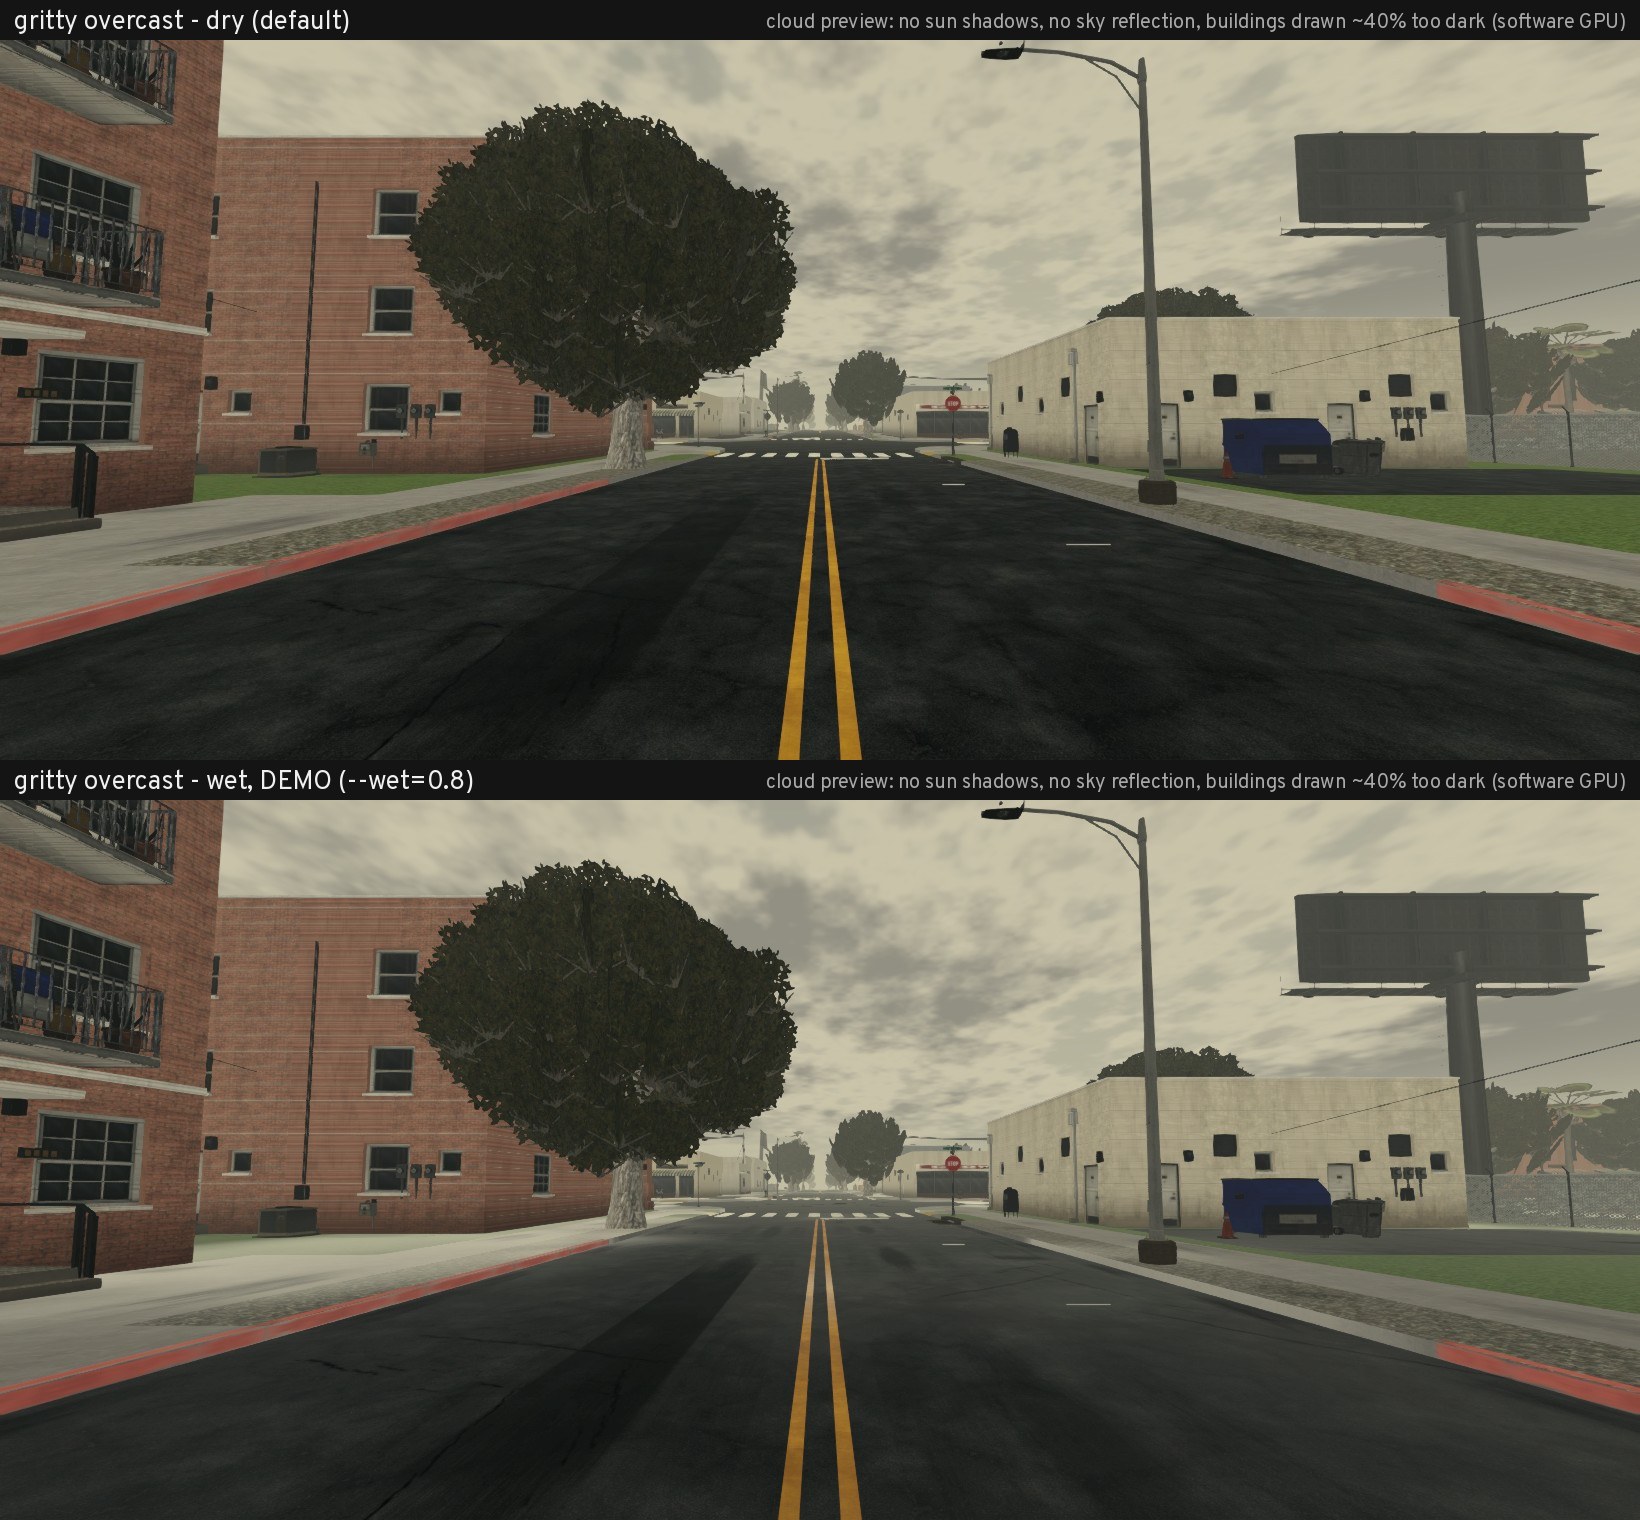 gritty overcast - dry (default)
cloud preview: no sun shadows, no sky reflection, buildings drawn ~40% too dark (software GPU)
STOP
gritty overcast - wet, DEMO (--wet=0.8)
cloud preview: no sun shadows, no sky reflection, buildings drawn ~40% too dark (software GPU)
STOP